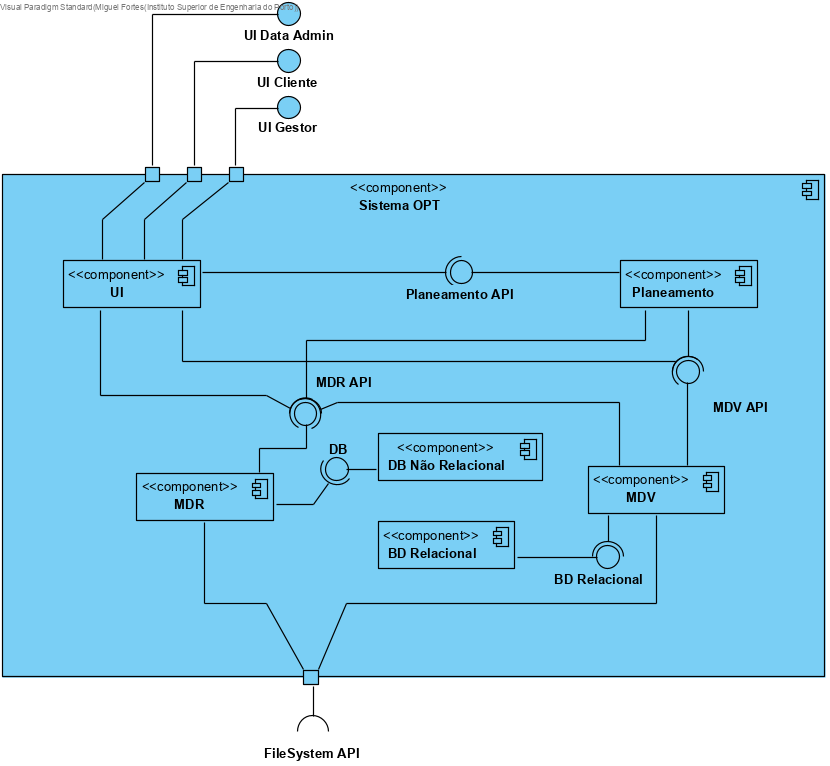 Visual Paradigm Standard(Miguel Fortes(Instituto Superior de Engenharia do Porto))
UI Data Admin
UI Cliente
UI Gestor
<<component>>
Sistema OPT
<<component>>
UI
Planeamento API
<<component>>
Planeamento
MDR API
MDV API
DB
<<component>>
DB Não Relacional
<<component>>
MDR
<<component>>
MDV
<<component>>
BD Relacional
BD Relacional
FileSystem API